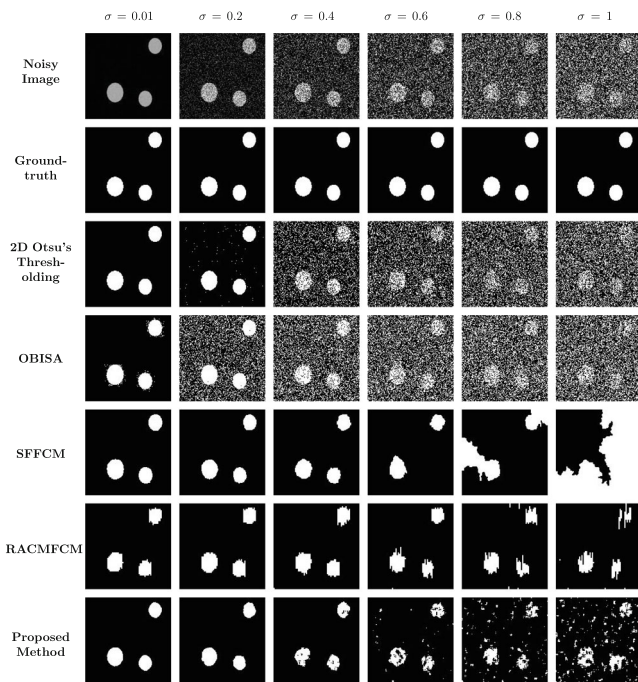 σ = 0.01 σ = 0.2 σ = 0.4 σ = 0.6 σ = 0.8 σ = 1
Noisy
Image
Ground-
truth
2D Otsu's
Thresh-
olding
OBISA
SFFCM
RACMFCM
Proposed
Method